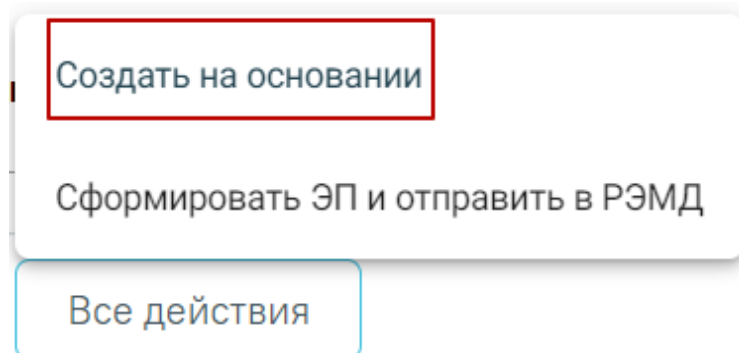 Создать на основании
Сформировать ЭП и отправить в РЭМД
Все действия